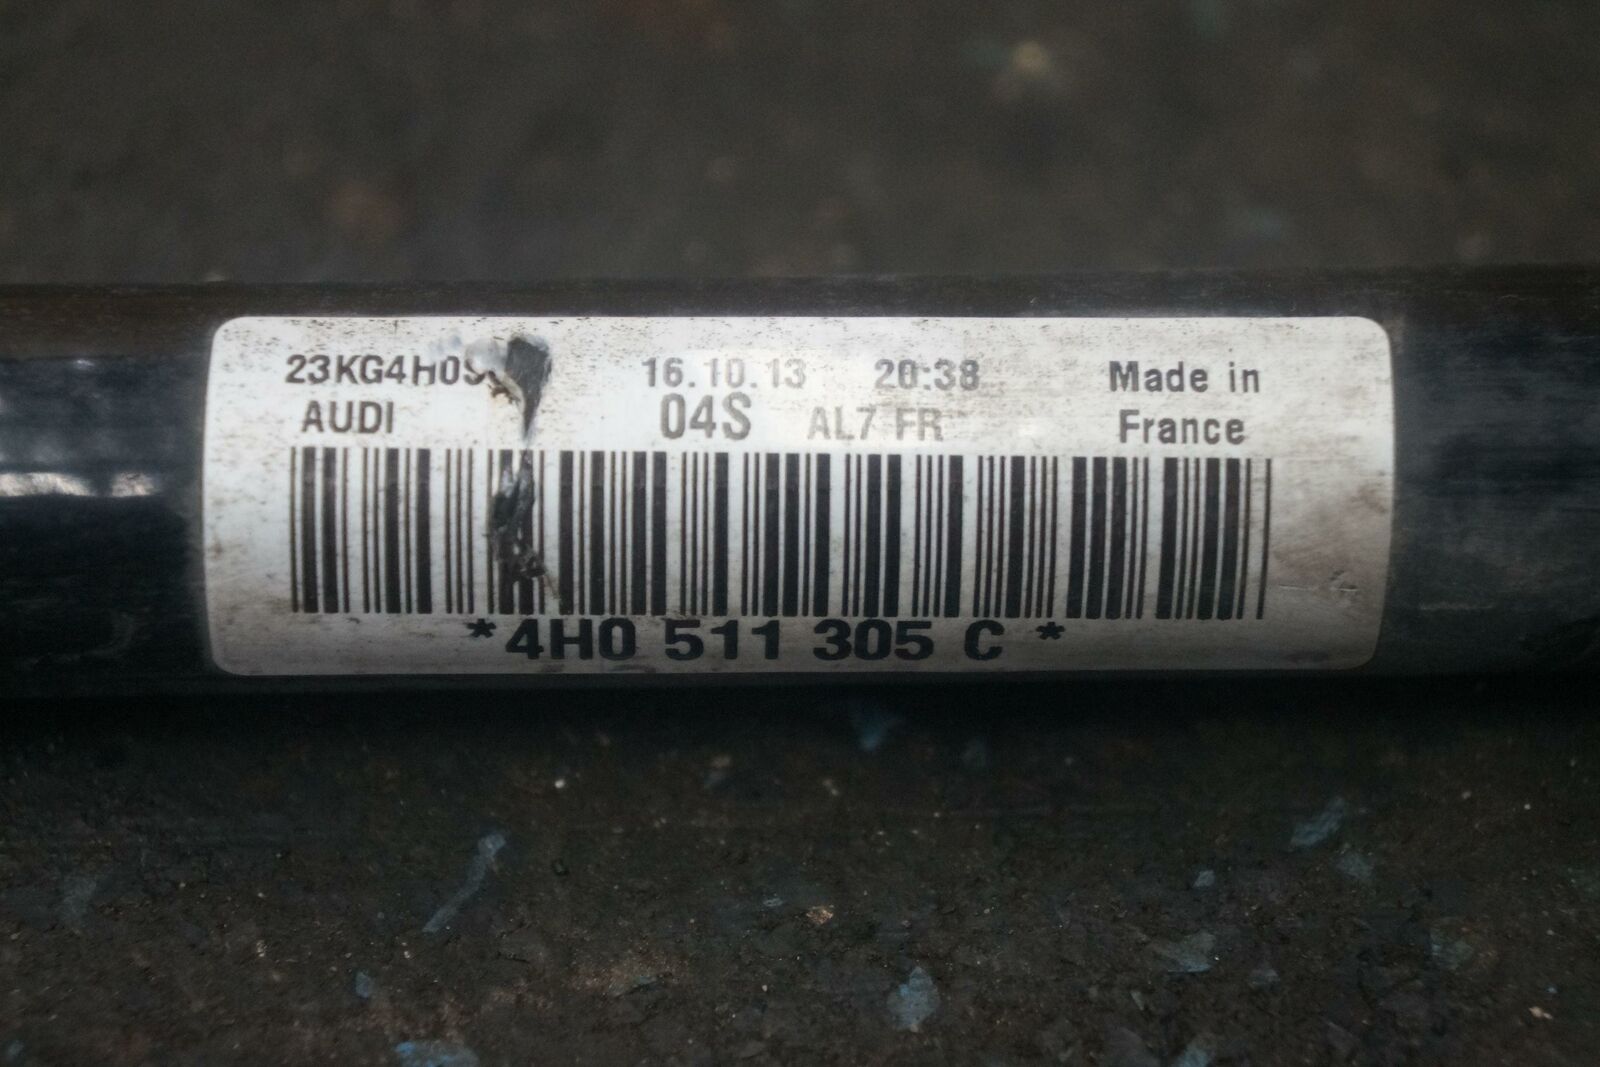 16.10.13 20:38 Made in
AUDI 04S AL7 FR France
*4H0 511 305 C *